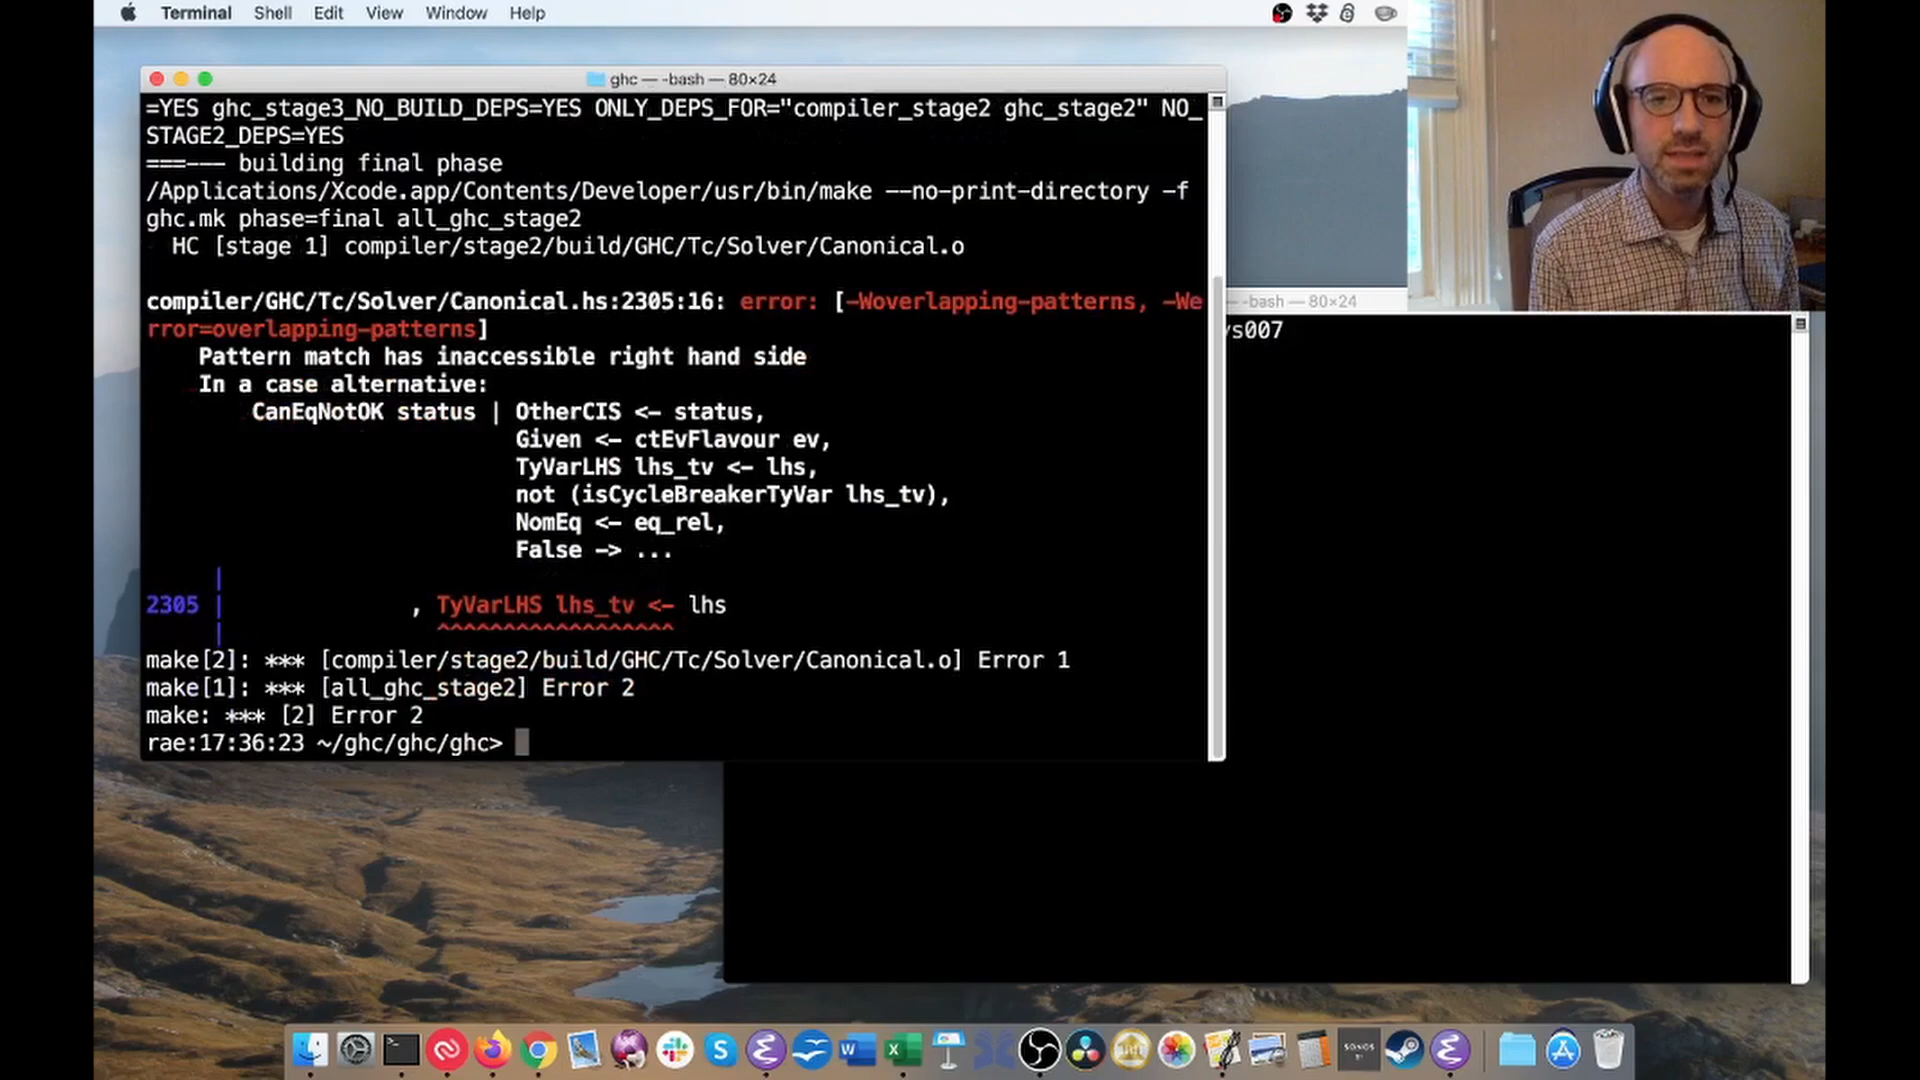 Terminal Shell Edit View Window Help
ghc — -bash — 80×24
=YES ghc_stage3_NO_BUILD_DEPS=YES ONLY_DEPS_FOR="compiler_stage2 ghc_stage2" NO_
STAGE2_DEPS=YES
===--- building final phase
/Applications/Xcode.app/Contents/Developer/usr/bin/make --no-print-directory -f
ghc.mk phase=final all_ghc_stage2
HC [stage 1] compiler/stage2/build/GHC/Tc/Solver/Canonical.o
compiler/GHC/Tc/Solver/Canonical.hs:2305:16: error: [-Woverlapping-patterns, -We
rror=overlapping-patterns]
Pattern match has inaccessible right hand side
In a case alternative:
CanEqNotOK status | OtherCIS <- status,
Given <- ctEvFlavour ev,
TyVarLHS lhs_tv <- lhs,
not (isCycleBreakerTyVar lhs_tv),
NomEq <- eq_rel,
False -> ...
|
2305 | , TyVarLHS lhs_tv <- lhs
| ^^^^^^^^^^^^^^^^^^
make[2]: *** [compiler/stage2/build/GHC/Tc/Solver/Canonical.o] Error 1
make[1]: *** [all_ghc_stage2] Error 2
make: *** [2] Error 2
rae:17:36:23 ~/ghc/ghc/ghc>
-bash — 80×24
/s007
W
X
S
SONOS